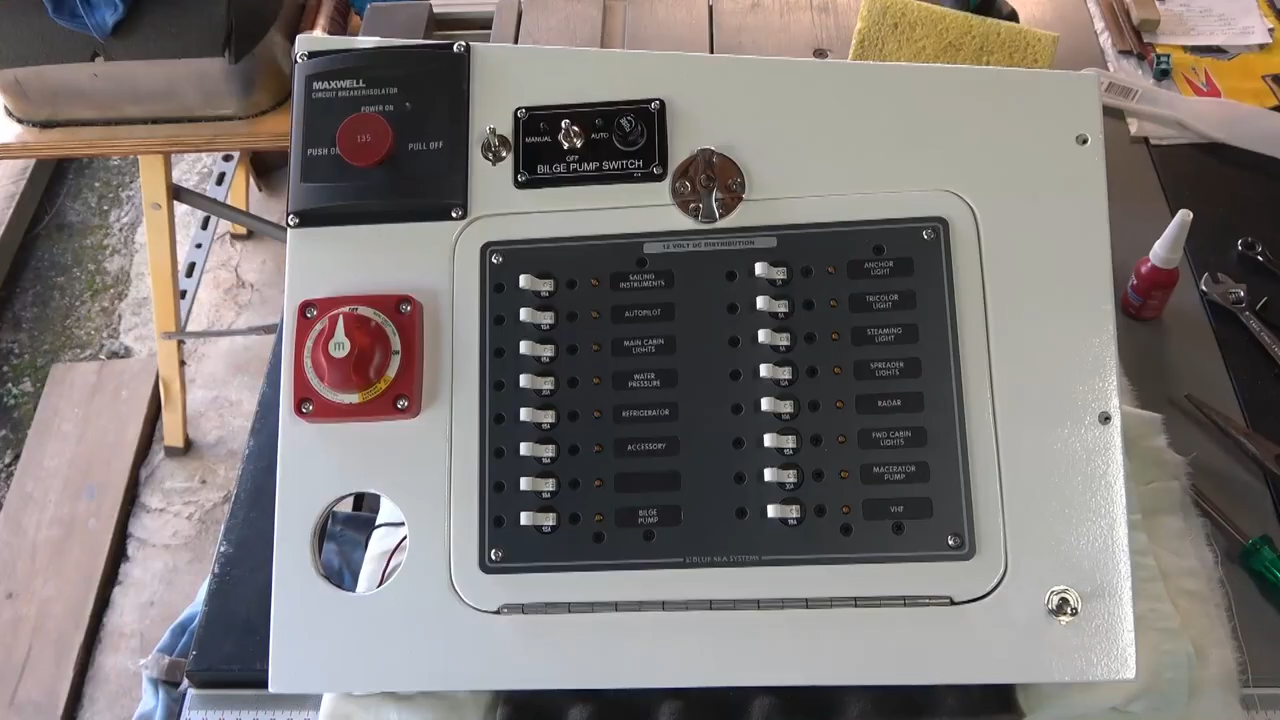 MAXWELL
CIRCUIT BREAKER/ISOLATOR
POWER ON
135
PUSH ON
PULL OFF
MANUAL
AUTO
OFF
BILGE PUMP SWITCH
12 VOLT DC DISTRIBUTION
SAILING
INSTRUMENTS
AUTOPILOT
MAIN CABIN
LIGHTS
WATER
PRESSURE
REFRIGERATOR
ACCESSORY
BILGE
PUMP
ANCHOR
LIGHT
TRICOLOR
LIGHT
STEAMING
LIGHT
SPREADER
LIGHTS
RADAR
FWD CABIN
LIGHTS
MACERATOR
PUMP
VHF
BLUE SEA SYSTEMS
OFF
ON
m